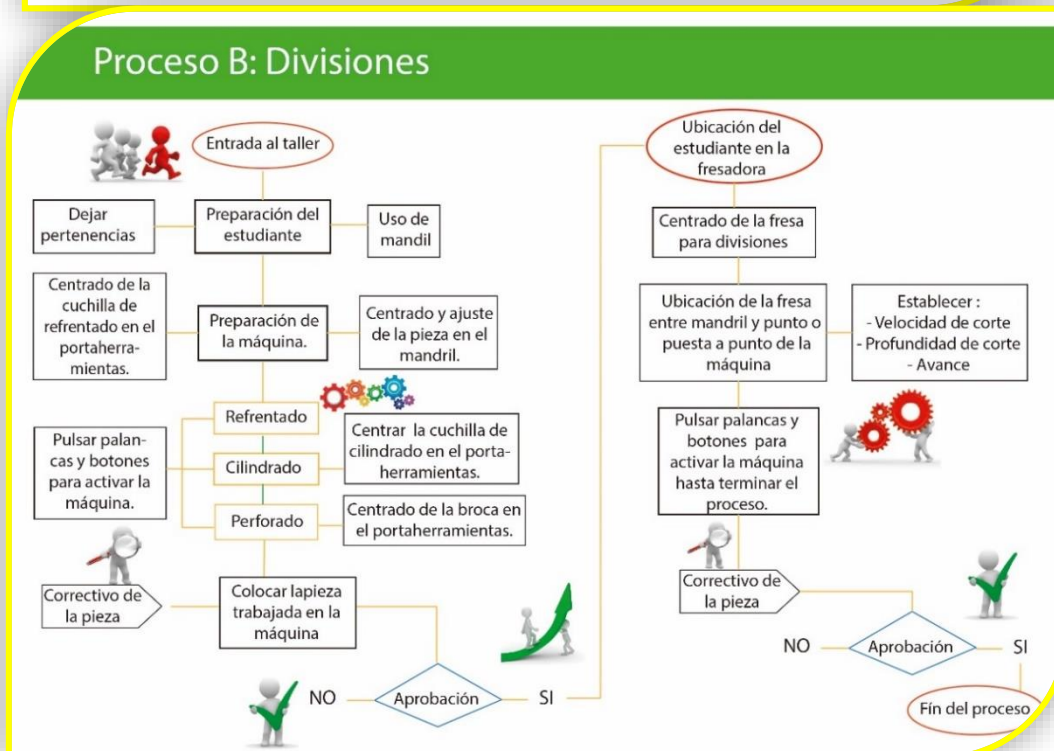 Proceso B: Divisiones
Entrada al taller
Dejar
pertenencias
Preparación del
estudiante
Uso de
mandil
Centrado de la
cuchilla de
refrentado en el
portaherra-
mientas.
Preparación de
la máquina.
Centrado y ajuste
de la pieza en el
mandril.
Refrentado
Pulsar palan-
cas y botones
para activar la
máquina.
Cilindrado
Centrar la cuchilla de
cilindrado en el porta-
herramientas.
Perforado
Centrado de la broca en
el portaherramientas.
Correctivo de
la pieza
Colocar lapieza
trabajada en la
máquina
NO
Aprobación
SI
Ubicación del
estudiante en la
fresadora
Centrado de la fresa
para divisiones
Ubicación de la fresa
entre mandril y punto o
puesta a punto de la
máquina
Establecer :
- Velocidad de corte
- Profundidad de corte
- Avance
Pulsar palancas y
botones para
activar la máquina
hasta terminar el
proceso.
Correctivo de
la pieza
NO
Aprobación
SI
Fín del proceso